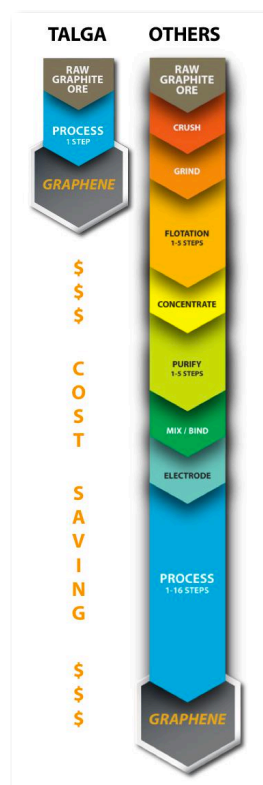 TALGA
RAW
GRAPHITE
ORE
PROCESS
1 STEP
GRAPHENE
$
$
$
C
O
S
T
S
A
V
I
N
G
$
$
$
OTHERS
RAW
GRAPHITE
ORE
CRUSH
GRIND
FLOTATION
1-5 STEPS
CONCENTRATE
PURIFY
1-5 STEPS
MIX / BIND
ELECTRODE
PROCESS
1-16 STEPS
GRAPHENE